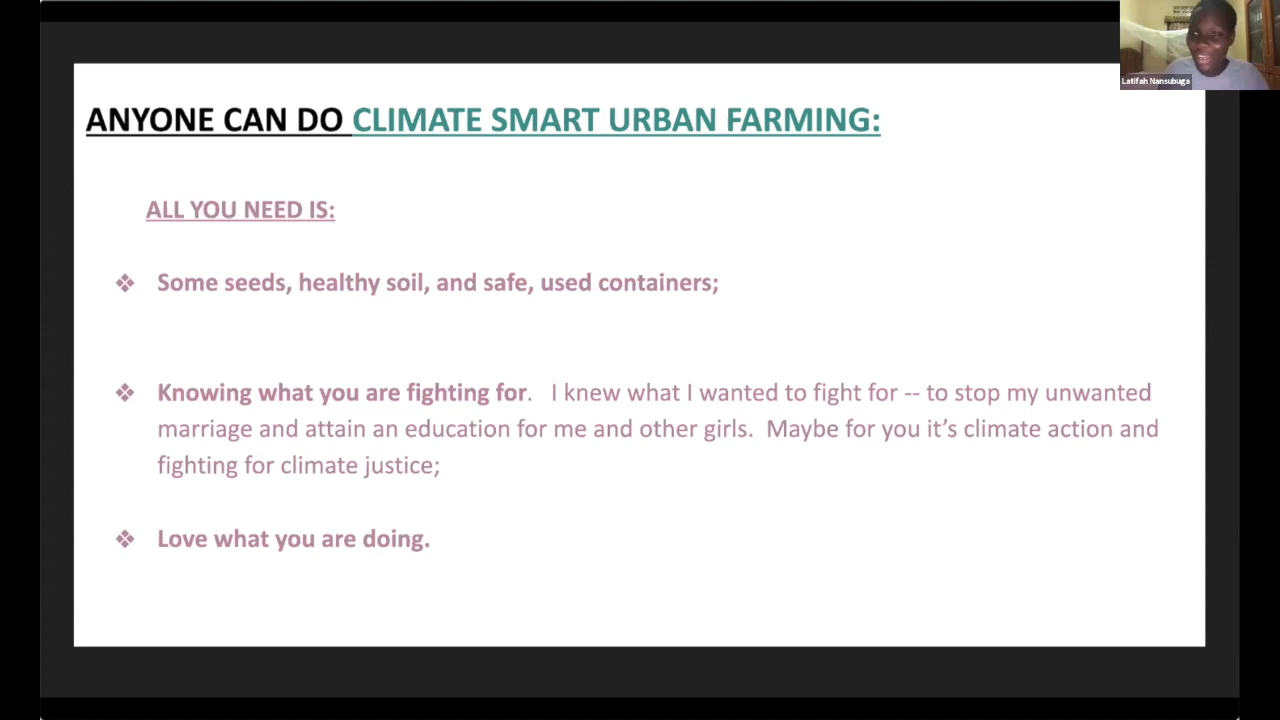 Latifah Nansubuga
ANYONE CAN DO CLIMATE SMART URBAN FARMING:
ALL YOU NEED IS:
❖ Some seeds, healthy soil, and safe, used containers;
❖ Knowing what you are fighting for. I knew what I wanted to fight for -- to stop my unwanted
marriage and attain an education for me and other girls. Maybe for you it’s climate action and
fighting for climate justice;
❖ Love what you are doing.